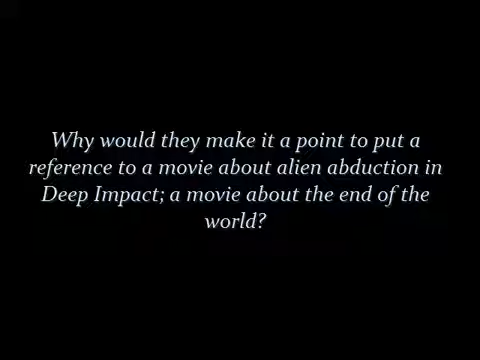 Why would they make it a point to put a
reference to a movie about alien abduction in
Deep Impact; a movie about the end of the
world?